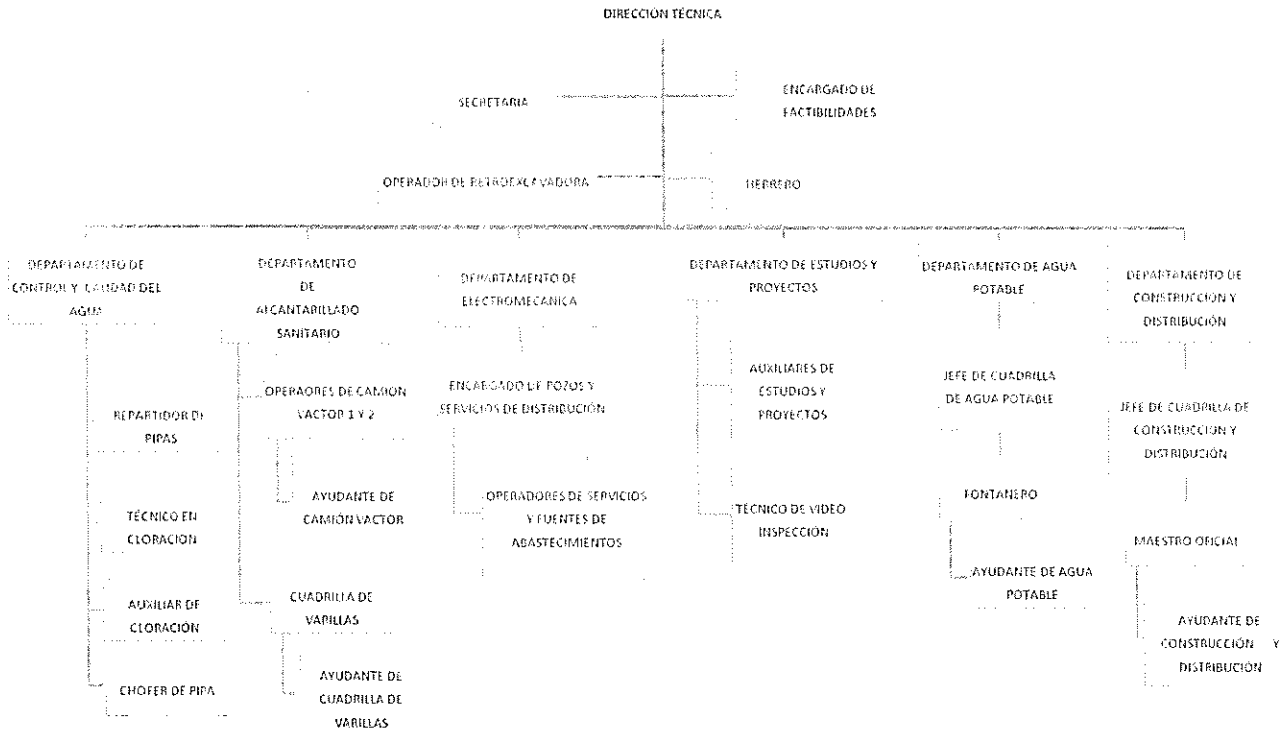 DIRECCIÓN TÉCNICA
SECRETARIA
ENCARGADO DE
FACTIBILIDADES
OPERADOR DE RETROEXCAVADORA
HERRERO
DEPARTAMENTO DE
CONTROL Y CALIDAD DEL
AGUA
REPARTIDOR DE
PIPAS
TÉCNICO EN
CLORACIÓN
AUXILIAR DE
CLORACIÓN
CHOFER DE PIPA
DEPARTAMENTO
DE
ALCANTARILLADO
SANITARIO
OPERAORES DE CAMION
VACTOR 1 Y 2
AYUDANTE DE
CAMIÓN VACTOR
CUADRILLA DE
VARILLAS
AYUDANTE DE
CUADRILLA DE
VARILLAS
DEPARTAMENTO DE
ELECTROMECANICA
ENCARGADO DE POZOS Y
SERVICIOS DE DISTRIBUCIÓN
OPERADORES DE SERVICIOS
Y FUENTES DE
ABASTECIMIENTOS
DEPARTAMENTO DE ESTUDIOS Y
PROYECTOS
AUXILIARES DE
ESTUDIOS Y
PROYECTOS
TÉCNICO DE VIDEO
INSPECCIÓN
DEPARTAMENTO DE AGUA
POTABLE
JEFE DE CUADRILLA
DE AGUA POTABLE
FONTANERO
AYUDANTE DE AGUA
POTABLE
DEPARTAMENTO DE
CONSTRUCCION Y
DISTRIBUCIÓN
JEFE DE CUADRILLA DE
CONSTRUCCION Y
DISTRIBUCIÓN
MAESTRO OFICIAL
AYUDANTE DE
CONSTRUCCIÓN Y
DISTRIBUCIÓN